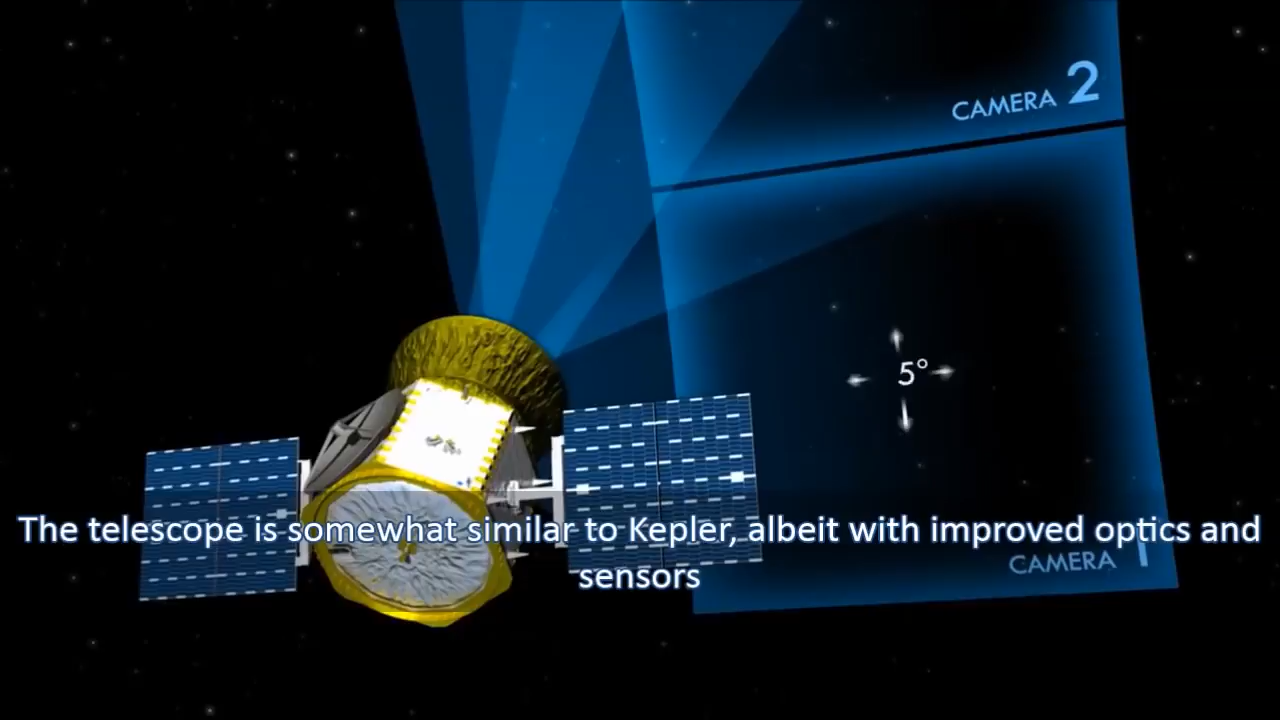 CAMERA 2
5°
The telescope is somewhat similar to Kepler, albeit with improved optics and
sensors
CAMERA 1